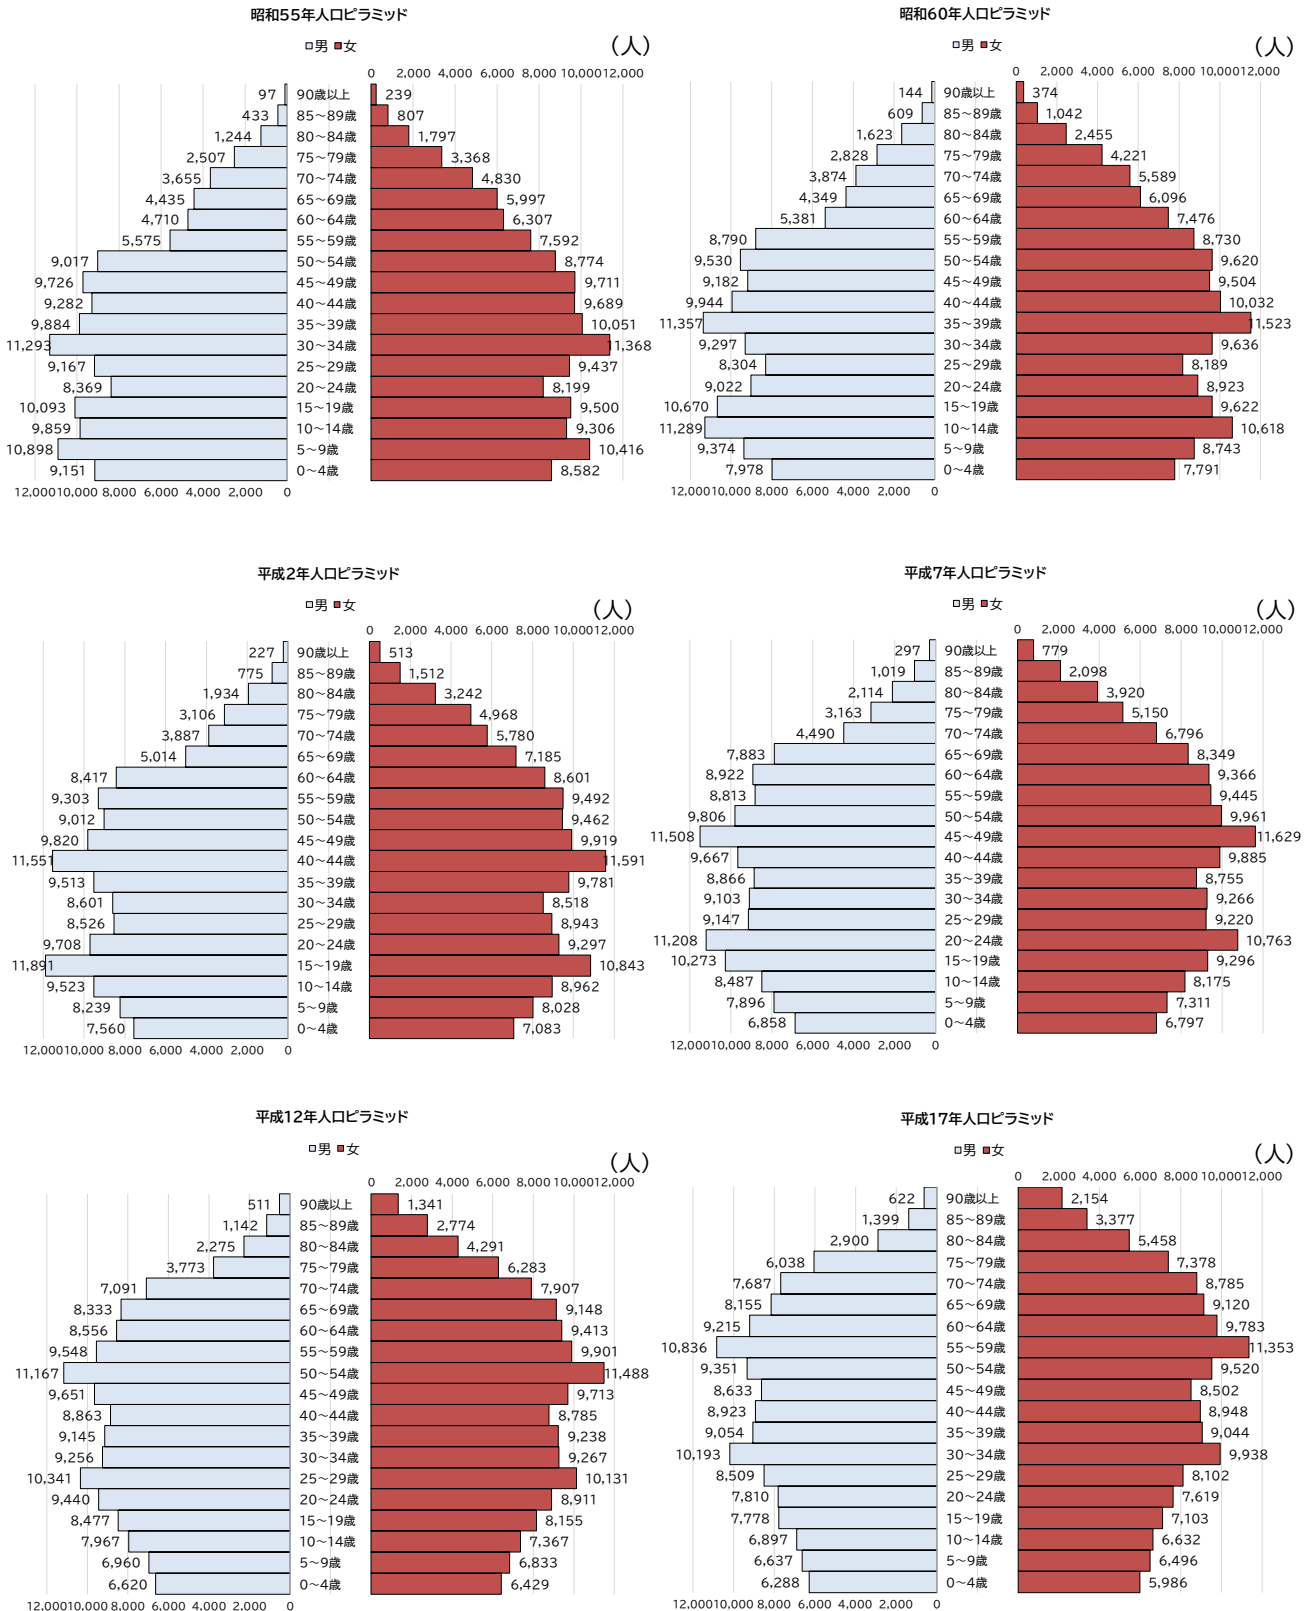 昭和55年人口ピラミッド
□男 ■女
(人)
0 2,000 4,000 6,000 8,000 10,000 12,000
97 90歳以上 239
433 85～89歳 807
1,244 80～84歳 1,797
2,507 75～79歳 3,368
3,655 70～74歳 4,830
4,435 65～69歳 5,997
4,710 60～64歳 6,307
5,575 55～59歳 7,592
9,017 50～54歳 8,774
9,726 45～49歳 9,711
9,282 40～44歳 9,689
9,884 35～39歳 10,051
11,293 30～34歳 11,368
9,167 25～29歳 9,437
8,369 20～24歳 8,199
10,093 15～19歳 9,500
9,859 10～14歳 9,306
10,898 5～9歳 10,416
9,151 0～4歳 8,582
12,000 10,000 8,000 6,000 4,000 2,000 0
昭和60年人口ピラミッド
□男 ■女
(人)
0 2,000 4,000 6,000 8,000 10,000 12,000
144 90歳以上 374
609 85～89歳 1,042
1,623 80～84歳 2,455
2,828 75～79歳 4,221
3,874 70～74歳 5,589
4,349 65～69歳 6,096
5,381 60～64歳 7,476
8,790 55～59歳 8,730
9,530 50～54歳 9,620
9,182 45～49歳 9,504
9,944 40～44歳 10,032
11,357 35～39歳 11,523
9,297 30～34歳 9,636
8,304 25～29歳 8,189
9,022 20～24歳 8,923
10,670 15～19歳 9,622
11,289 10～14歳 10,618
9,374 5～9歳 8,743
7,978 0～4歳 7,791
12,000 10,000 8,000 6,000 4,000 2,000 0
平成2年人口ピラミッド
□男 ■女
(人)
0 2,000 4,000 6,000 8,000 10,000 12,000
227 90歳以上 513
775 85～89歳 1,512
1,934 80～84歳 3,242
3,106 75～79歳 4,968
3,887 70～74歳 5,780
5,014 65～69歳 7,185
8,417 60～64歳 8,601
9,303 55～59歳 9,492
9,012 50～54歳 9,462
9,820 45～49歳 9,919
11,551 40～44歳 11,591
9,513 35～39歳 9,781
8,601 30～34歳 8,518
8,526 25～29歳 8,943
9,708 20～24歳 9,297
11,891 15～19歳 10,843
9,523 10～14歳 8,962
8,239 5～9歳 8,028
7,560 0～4歳 7,083
12,000 10,000 8,000 6,000 4,000 2,000 0
平成7年人口ピラミッド
□男 ■女
(人)
0 2,000 4,000 6,000 8,000 10,000 12,000
297 90歳以上 779
1,019 85～89歳 2,098
2,114 80～84歳 3,920
3,163 75～79歳 5,150
4,490 70～74歳 6,796
7,883 65～69歳 8,349
8,922 60～64歳 9,366
8,813 55～59歳 9,445
9,806 50～54歳 9,961
11,508 45～49歳 11,629
9,667 40～44歳 9,885
8,866 35～39歳 8,755
9,103 30～34歳 9,266
9,147 25～29歳 9,220
11,208 20～24歳 10,763
10,273 15～19歳 9,296
8,487 10～14歳 8,175
7,896 5～9歳 7,311
6,858 0～4歳 6,797
12,000 10,000 8,000 6,000 4,000 2,000 0
平成12年人口ピラミッド
□男 ■女
(人)
0 2,000 4,000 6,000 8,000 10,000 12,000
511 90歳以上 1,341
1,142 85～89歳 2,774
2,275 80～84歳 4,291
3,773 75～79歳 6,283
7,091 70～74歳 7,907
8,333 65～69歳 9,148
8,556 60～64歳 9,413
9,548 55～59歳 9,901
11,167 50～54歳 11,488
9,651 45～49歳 9,713
8,863 40～44歳 8,785
9,145 35～39歳 9,238
9,256 30～34歳 9,267
10,341 25～29歳 10,131
9,440 20～24歳 8,911
8,477 15～19歳 8,155
7,967 10～14歳 7,367
6,960 5～9歳 6,833
6,620 0～4歳 6,429
12,000 10,000 8,000 6,000 4,000 2,000 0
平成17年人口ピラミッド
□男 ■女
(人)
0 2,000 4,000 6,000 8,000 10,000 12,000
622 90歳以上 2,154
1,399 85～89歳 3,377
2,900 80～84歳 5,458
6,038 75～79歳 7,378
7,687 70～74歳 8,785
8,155 65～69歳 9,120
9,215 60～64歳 9,783
10,836 55～59歳 11,353
9,351 50～54歳 9,520
8,633 45～49歳 8,502
8,923 40～44歳 8,948
9,054 35～39歳 9,044
10,193 30～34歳 9,938
8,509 25～29歳 8,102
7,810 20～24歳 7,619
7,778 15～19歳 7,103
6,897 10～14歳 6,632
6,637 5～9歳 6,496
6,288 0～4歳 5,986
12,000 10,000 8,000 6,000 4,000 2,000 0